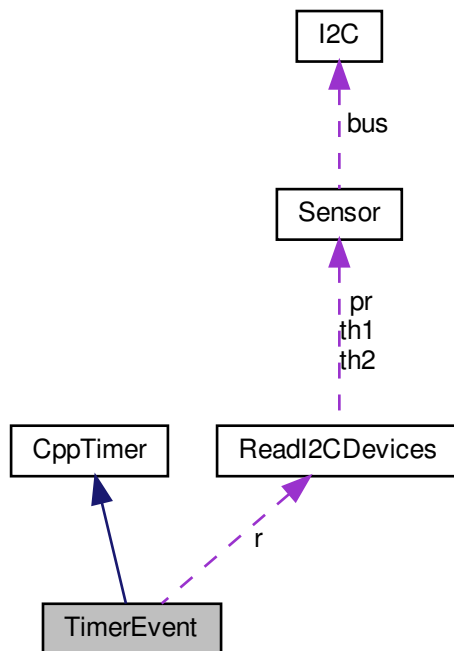 I2C
bus
Sensor
pr
th1
th2
CppTimer
ReadI2CDevices
r
TimerEvent